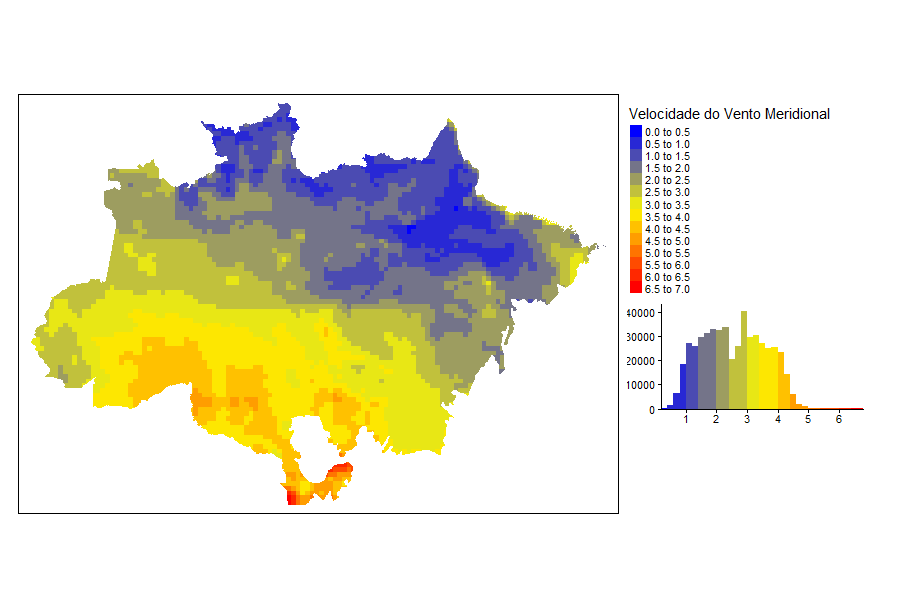 Velocidade do Vento Meridional
0.0 to 0.5
0.5 to 1.0
1.0 to 1.5
1.5 to 2.0
2.0 to 2.5
2.5 to 3.0
3.0 to 3.5
3.5 to 4.0
4.0 to 4.5
4.5 to 5.0
5.0 to 5.5
5.5 to 6.0
6.0 to 6.5
6.5 to 7.0
40000
30000
20000
10000
0
1 2 3 4 5 6